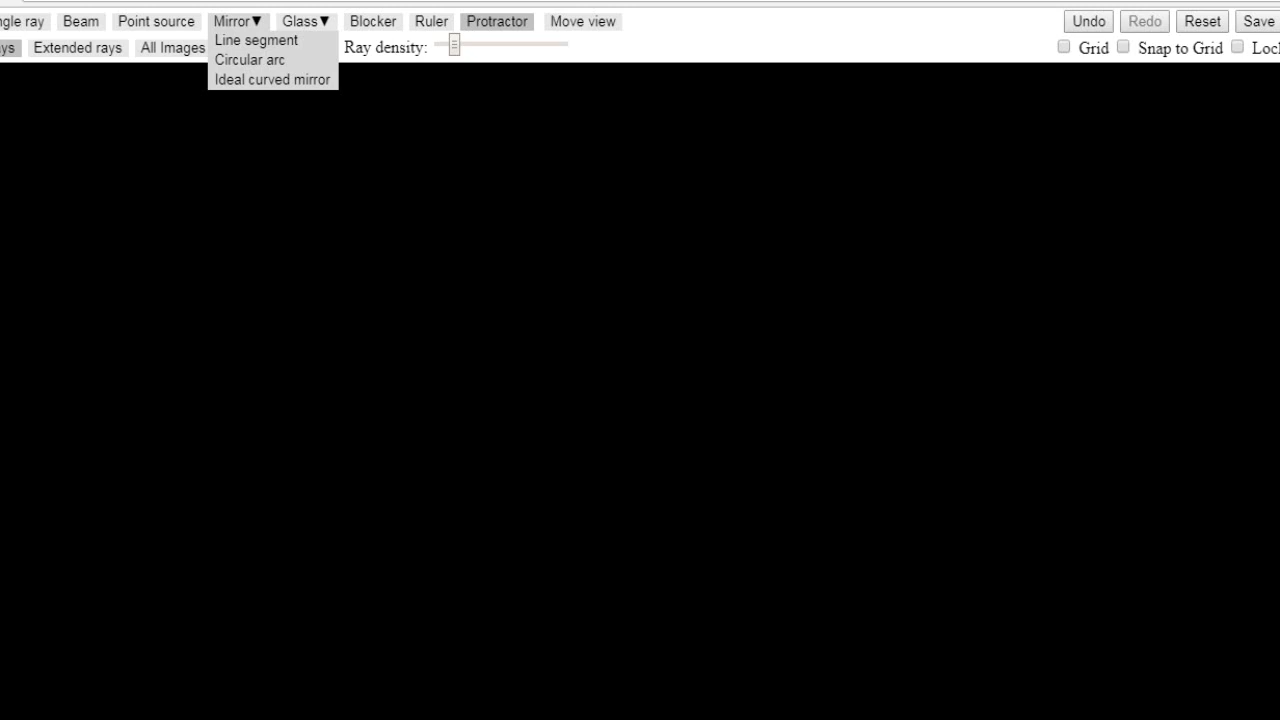 ngle ray Beam Point source Mirror▼ Glass▼ Blocker Ruler Protractor Move view Undo Redo Reset Save
ys Extended rays All Images Ray density: Grid Snap to Grid Loc
Line segment
Circular arc
Ideal curved mirror